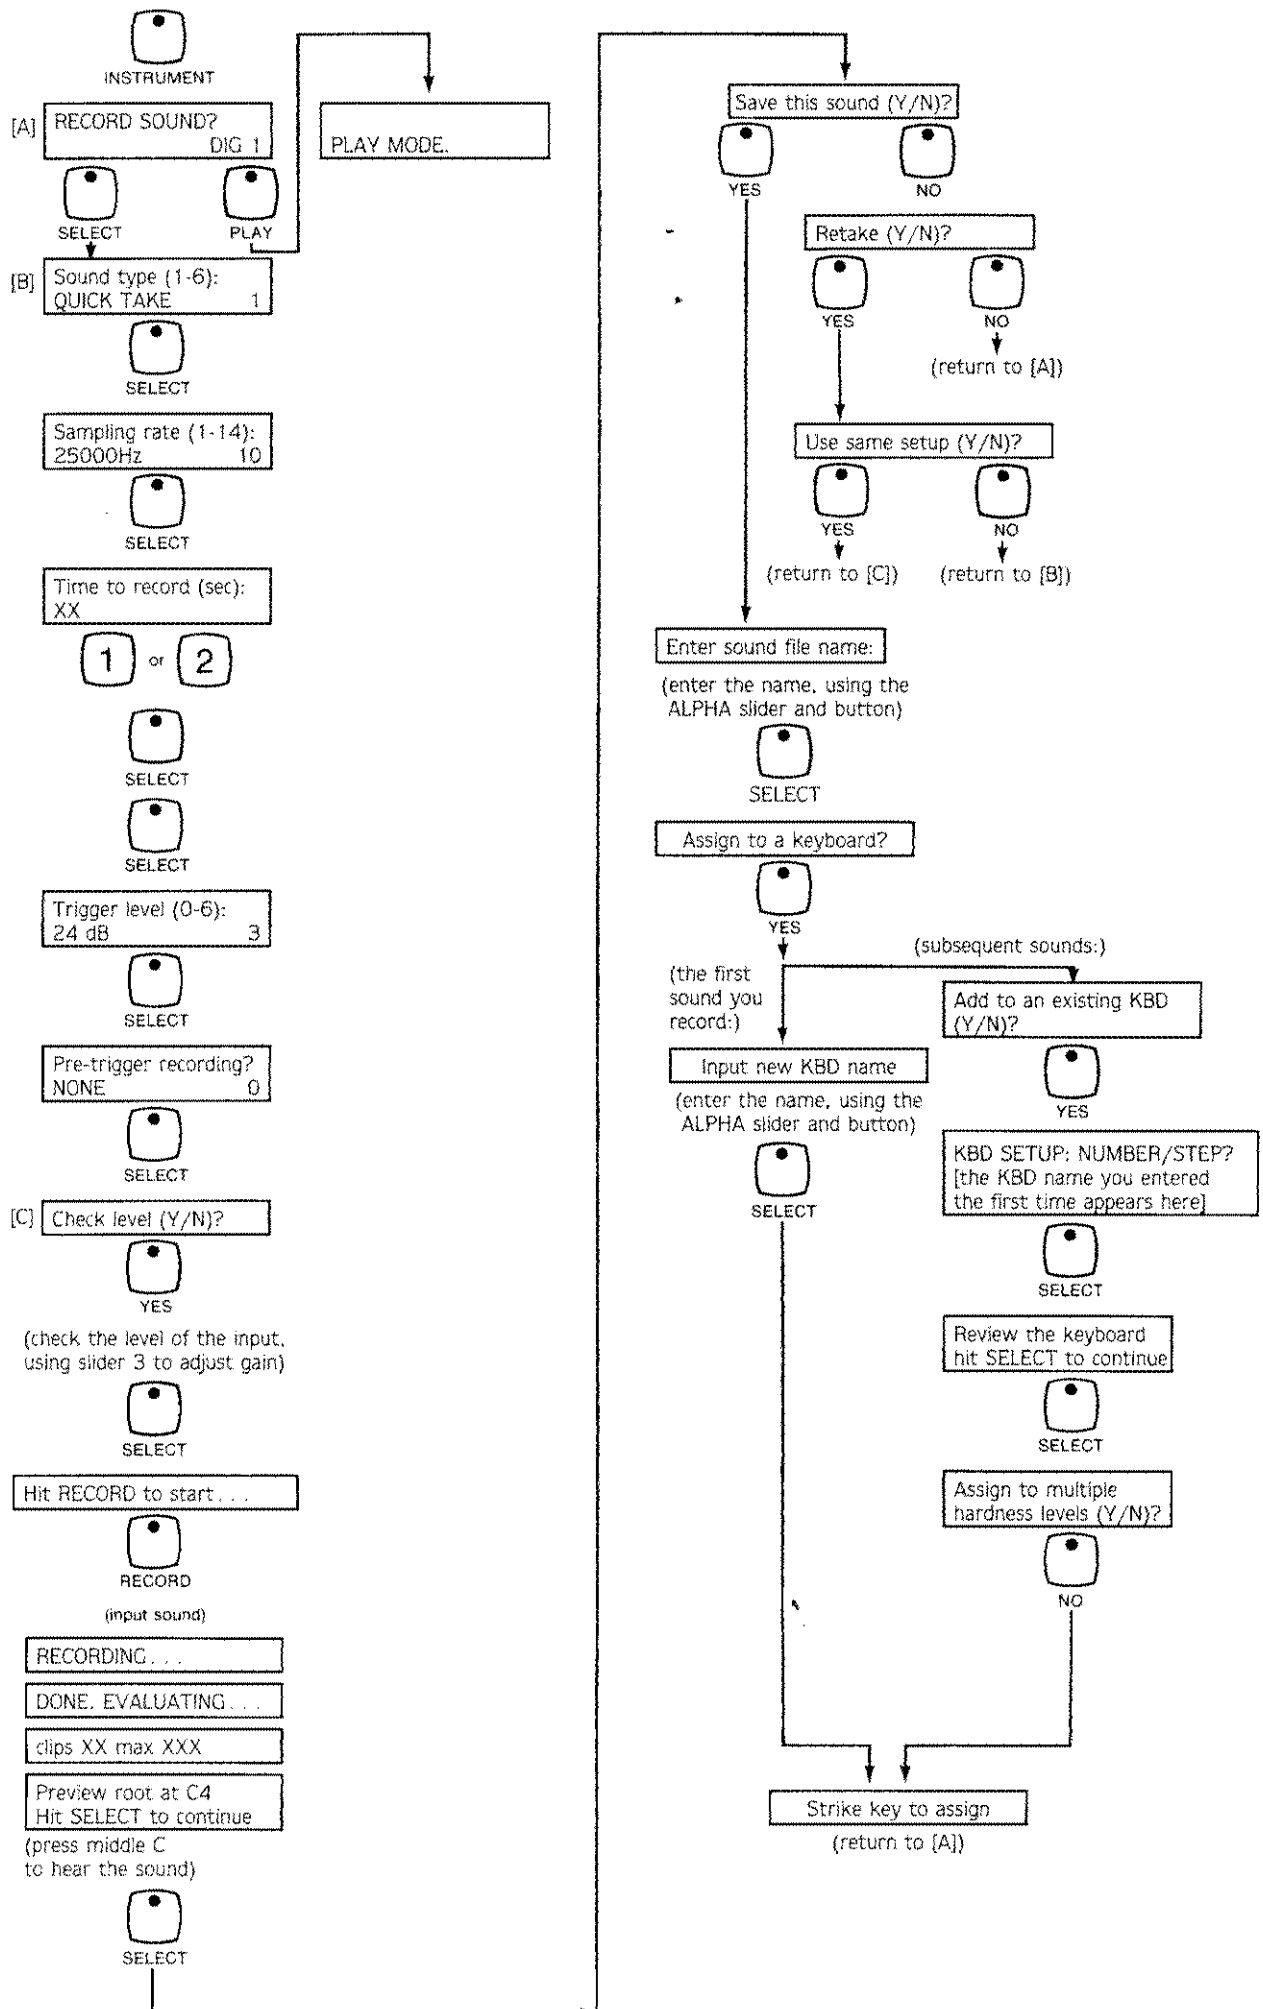 INSTRUMENT
[A] RECORD SOUND?
DIG 1
SELECT PLAY
PLAY MODE.
[B] Sound type (1-6):
QUICK TAKE 1
SELECT
Sampling rate (1-14):
25000Hz 10
SELECT
Time to record (sec):
XX
1 or 2
SELECT
SELECT
Trigger level (0-6):
24 dB 3
SELECT
Pre-trigger recording?
NONE 0
SELECT
[C] Check level (Y/N)?
YES
(check the level of the input,
using slider 3 to adjust gain)
SELECT
Hit RECORD to start...
RECORD
(input sound)
RECORDING...
DONE. EVALUATING...
clips XX max XXX
Preview root at C4
Hit SELECT to continue
(press middle C
to hear the sound)
SELECT
Save this sound (Y/N)?
YES NO
Retake (Y/N)?
YES NO
(return to [A])
Use same setup (Y/N)?
YES NO
(return to [C]) (return to [B])
Enter sound file name:
(enter the name, using the
ALPHA slider and button)
SELECT
Assign to a keyboard?
YES
(the first
sound you
record:)
Input new KBD name
(enter the name, using the
ALPHA slider and button)
SELECT
(subsequent sounds:)
Add to an existing KBD
(Y/N)?
YES
KBD SETUP: NUMBER/STEP?
[the KBD name you entered
the first time appears here]
SELECT
Review the keyboard
hit SELECT to continue
SELECT
Assign to multiple
hardness levels (Y/N)?
NO
Strike key to assign
(return to [A])